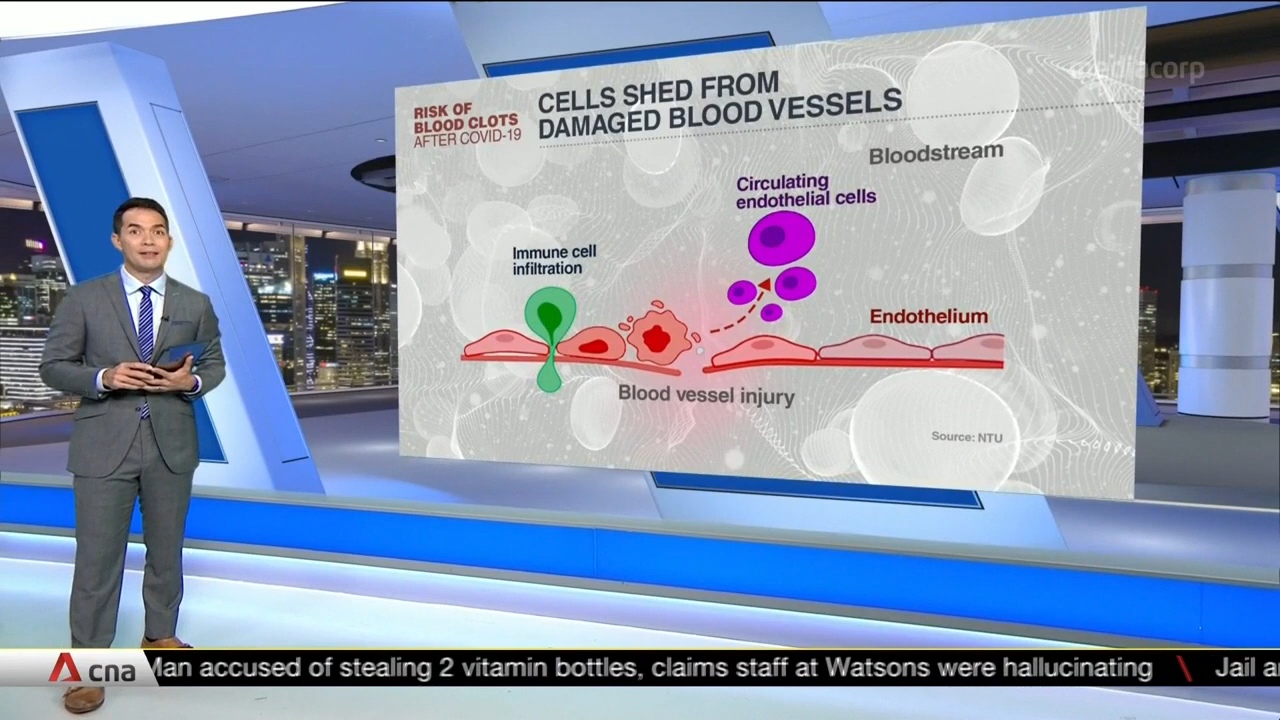 mediacorp
RISK OF
BLOOD CLOTS
AFTER COVID-19
CELLS SHED FROM
DAMAGED BLOOD VESSELS
Bloodstream
Circulating
endothelial cells
Immune cell
infiltration
Endothelium
Blood vessel injury
Source: NTU
cna
Man accused of stealing 2 vitamin bottles, claims staff at Watsons were hallucinating \ Jail